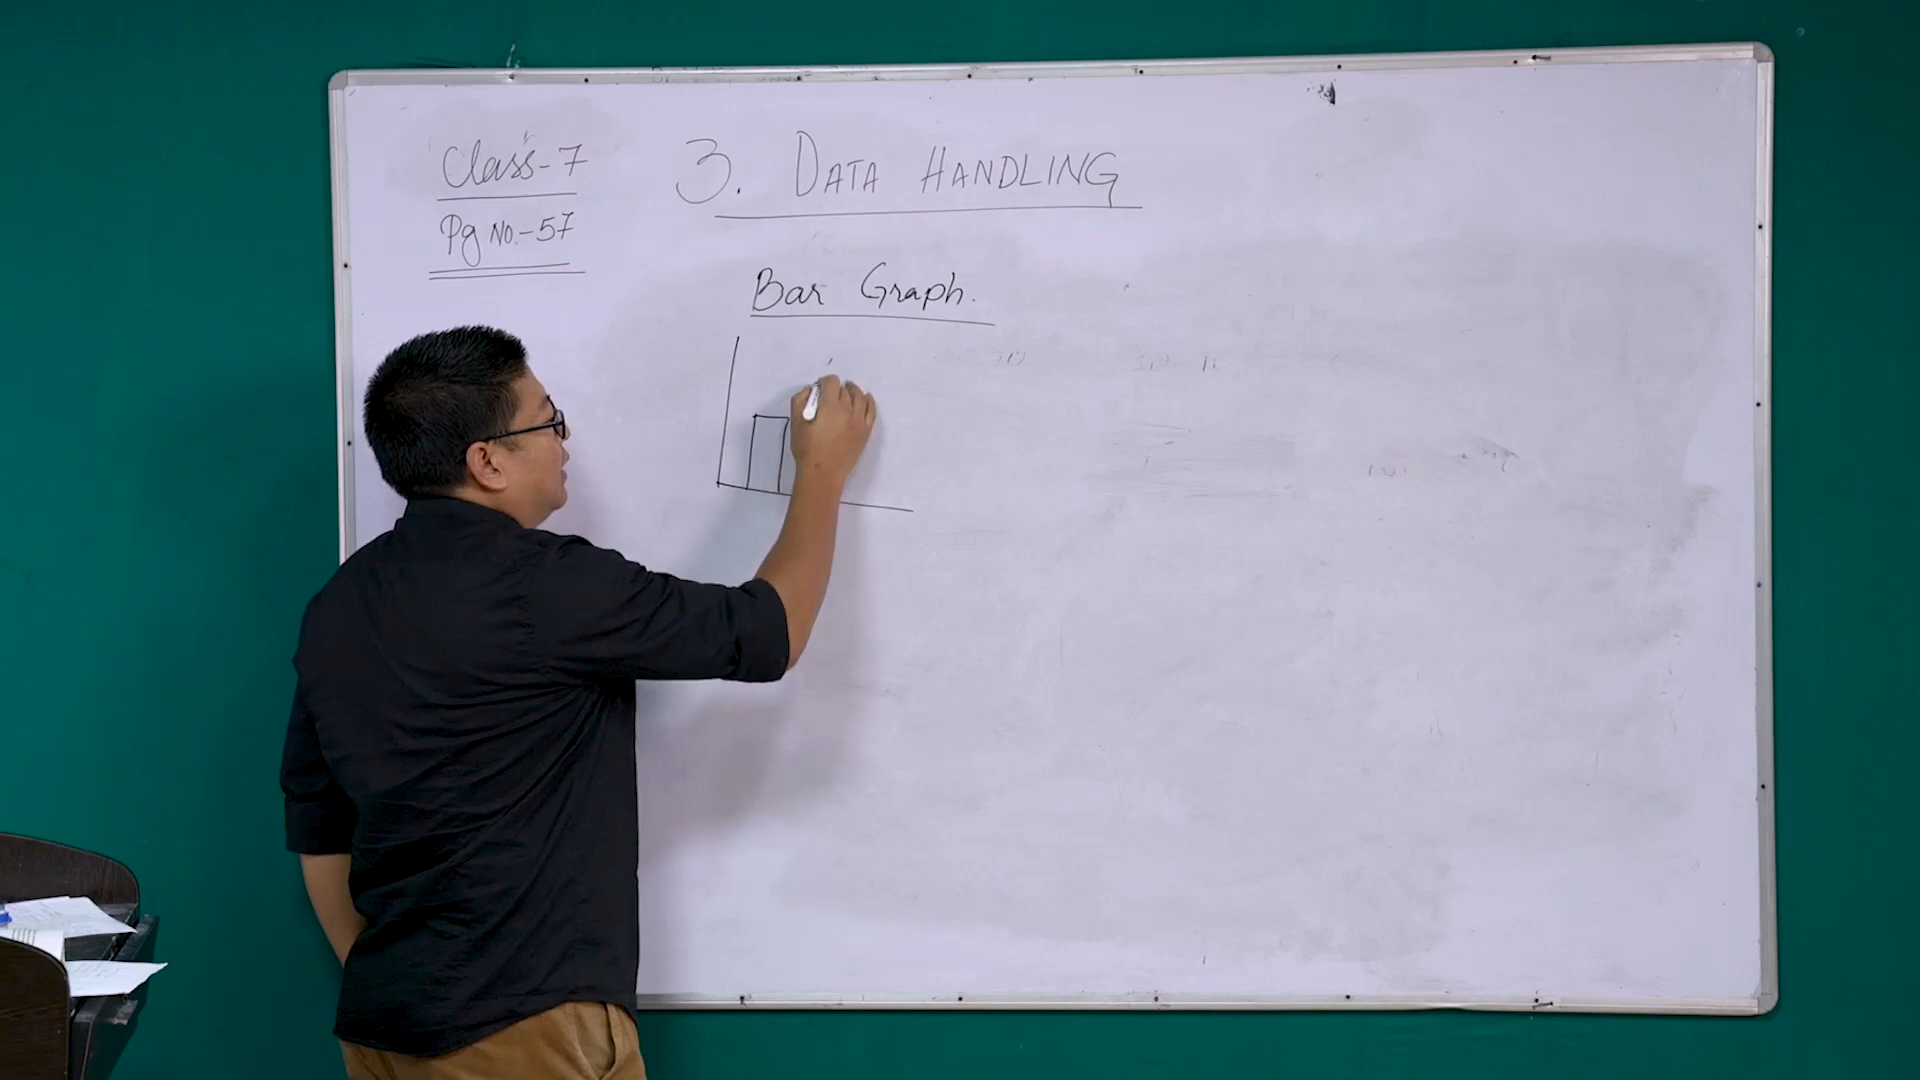 Class-7
3. DATA HANDLING
Pg No.-57
Bar Graph.